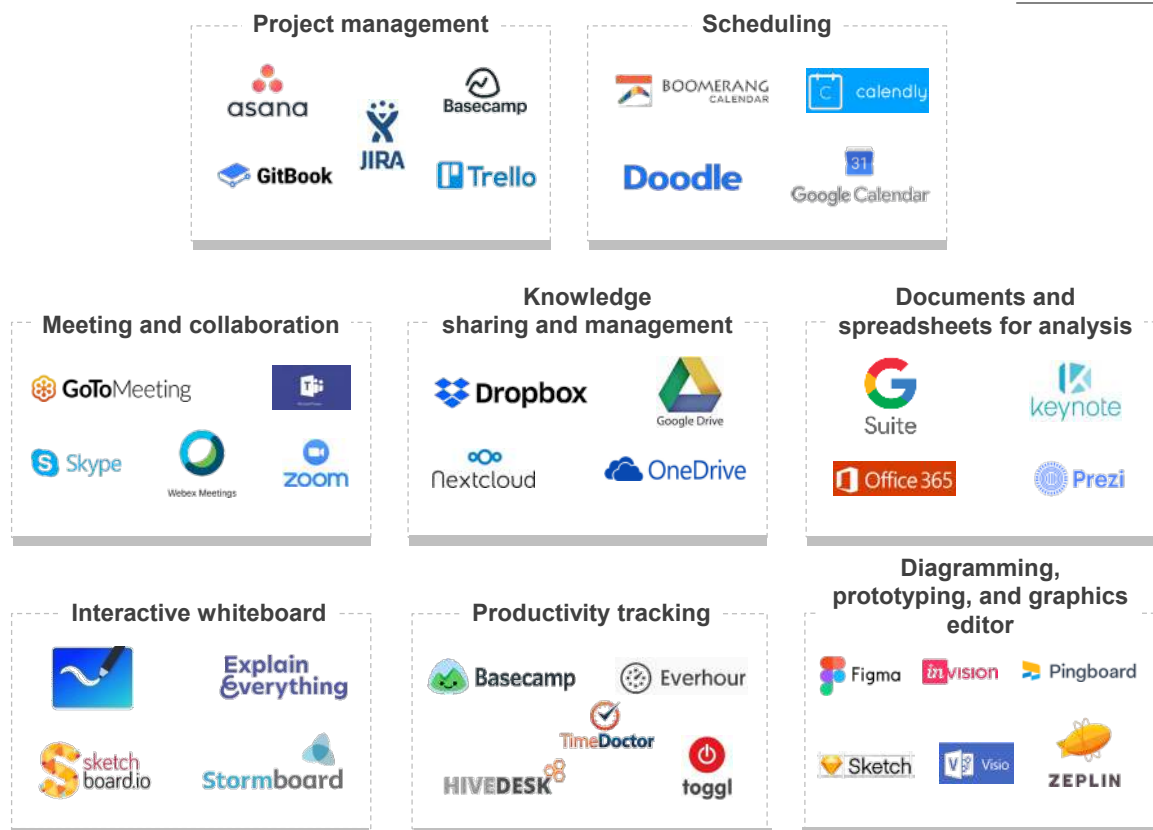 Project management
asana
Basecamp
JIRA
GitBook
Trello
Scheduling
BOOMERANG
CALENDAR
C
calendly
Doodle
31
Google Calendar
Meeting and collaboration
GoToMeeting
S Skype
Webex Meetings
zoom
Knowledge
sharing and management
Dropbox
Google Drive
Nextcloud
OneDrive
Documents and
spreadsheets for analysis
G
Suite
keynote
Office 365
Prezi
Interactive whiteboard
Explain
Everything
sketch
board.io
Stormboard
Productivity tracking
Basecamp
Everhour
TimeDoctor
HIVEDESK
toggl
Diagramming,
prototyping, and graphics
editor
Figma
inVISION
Pingboard
Sketch
V Visio
ZEPLIN